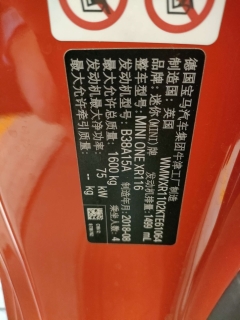 德国宝马汽车集团牛津工厂制造
制造国: 英国 WMWXR1102KTE61064
品牌: 迷你(MINI)牌 发动机排量: 1499 mL
整车型号: MINI ONE XR116
发动机型号: B38A15A 制造年月: 2018-08
最大允许总质量: 1600 kg 乘坐人数: 4
发动机最大净功率: 75 kW
最大允许牵引质量: -- kg